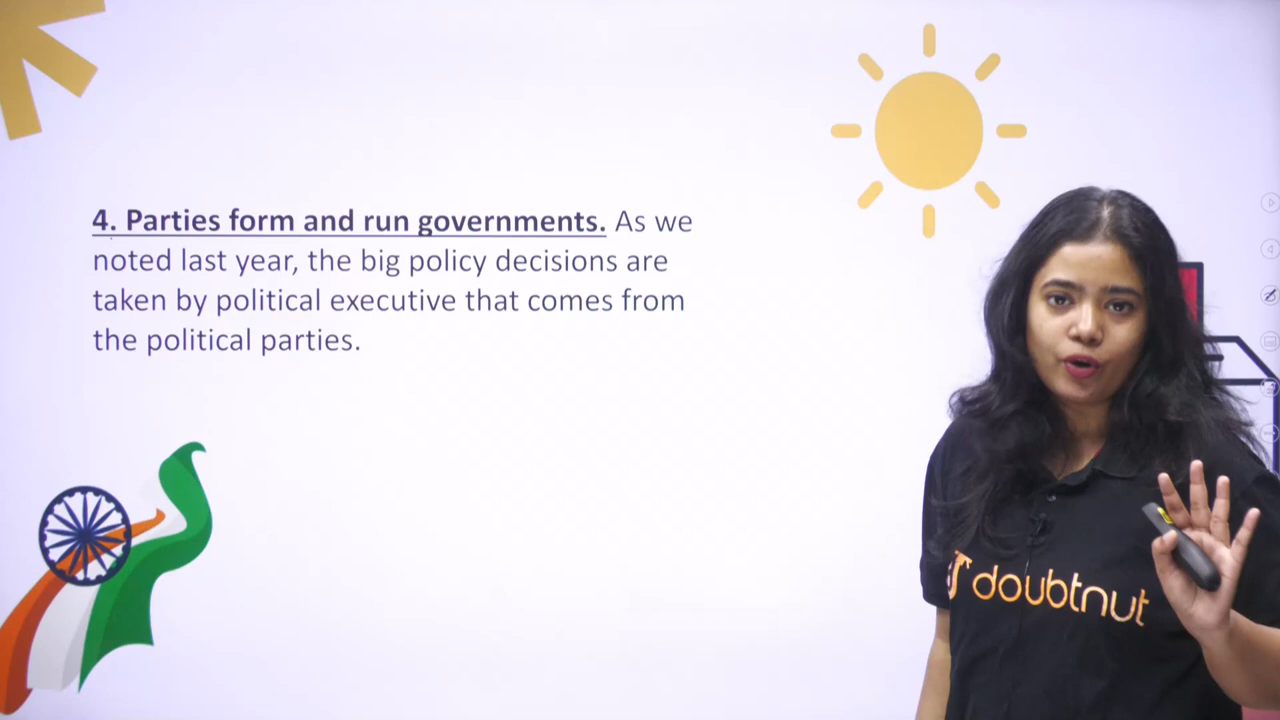 4. Parties form and run governments. As we
noted last year, the big policy decisions are
taken by political executive that comes from
the political parties.
doubtnut